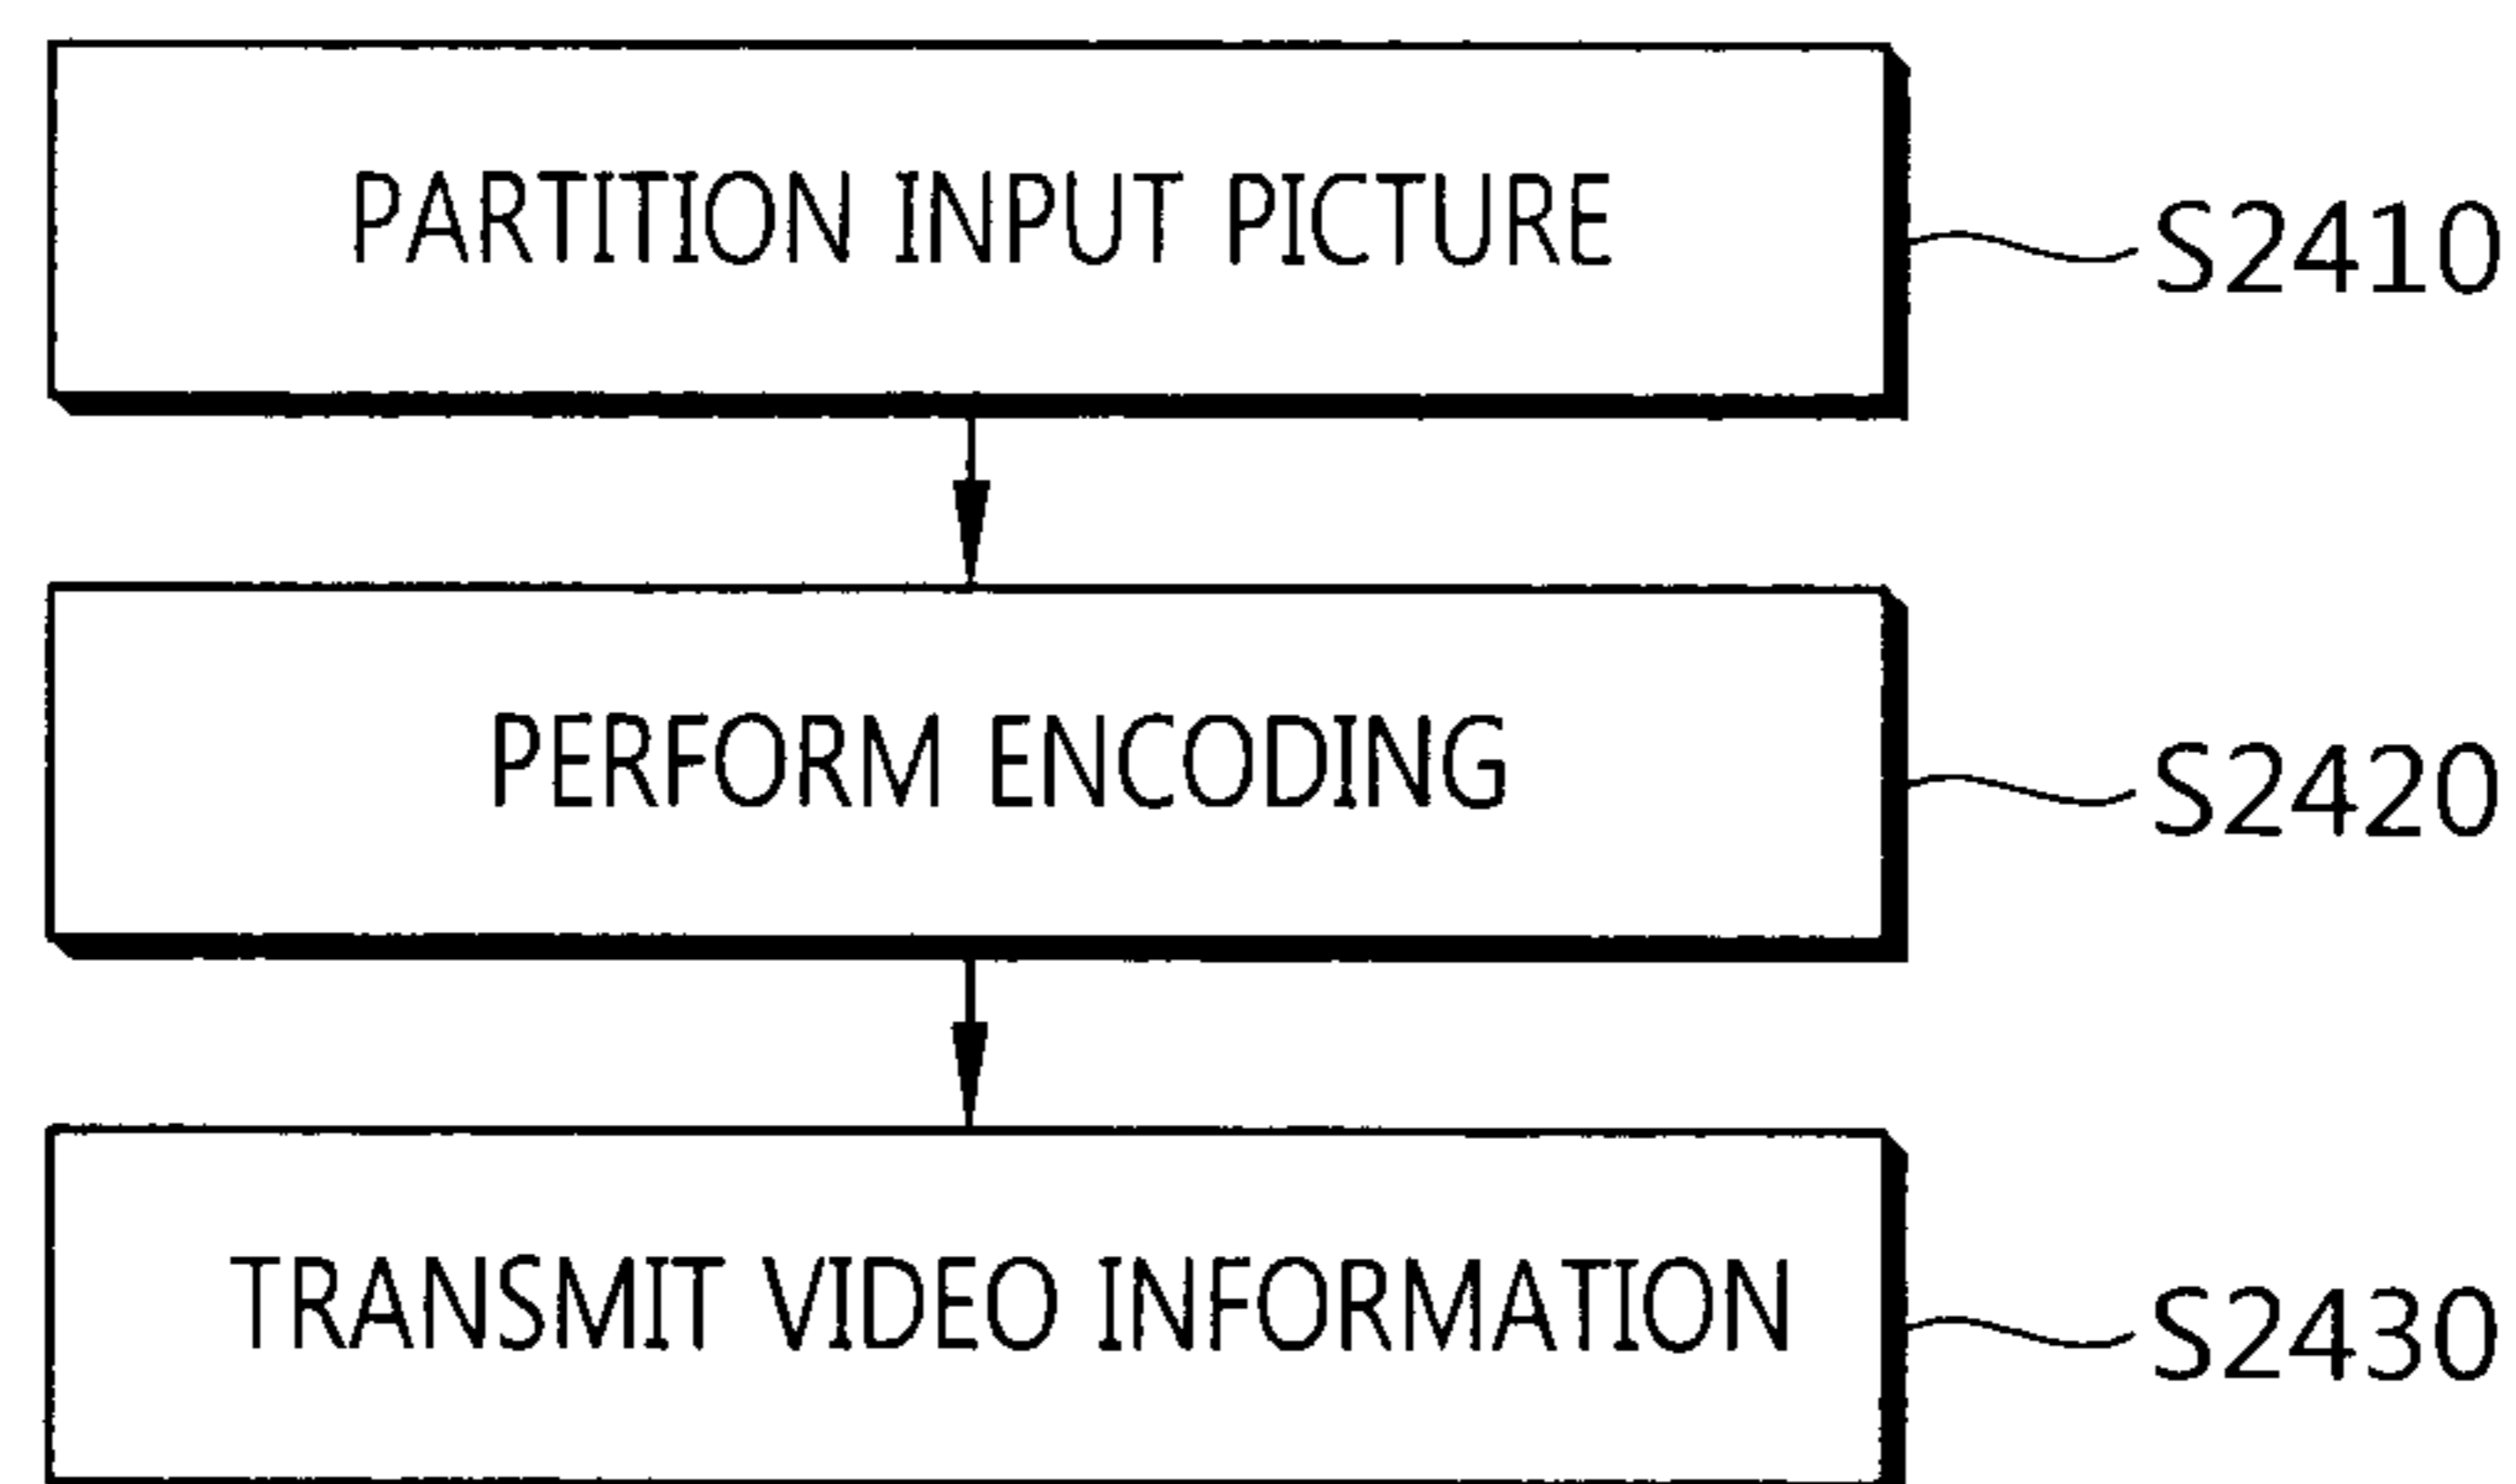 PARTITION INPUT PICTURE
S2410
PERFORM ENCODING
S2420
TRANSMIT VIDEO INFORMATION
S2430